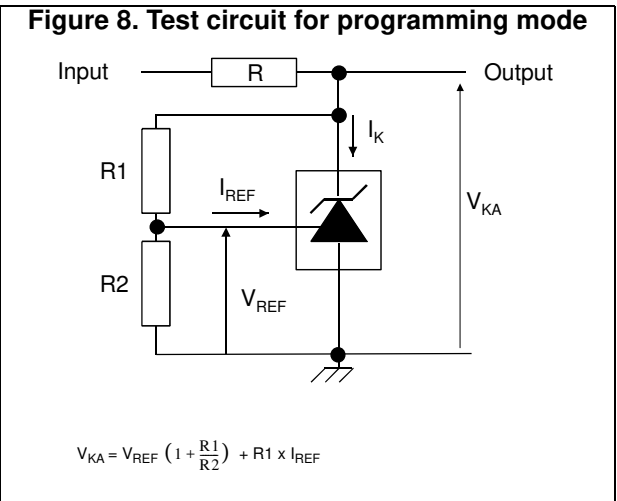 Figure 8. Test circuit for programming mode
Input
R
Output
I_K
R1
I_REF
V_KA
R2
V_REF
V_KA = V_REF (1 + R1/R2) + R1 x I_REF